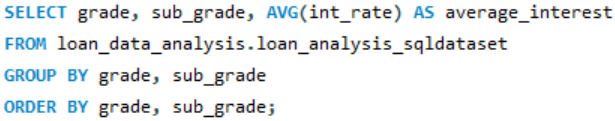 SELECT grade, sub_grade, AVG(int_rate) AS average_interest
FROM loan_data_analysis.loan_analysis_sqldataset
GROUP BY grade, sub_grade
ORDER BY grade, sub_grade;